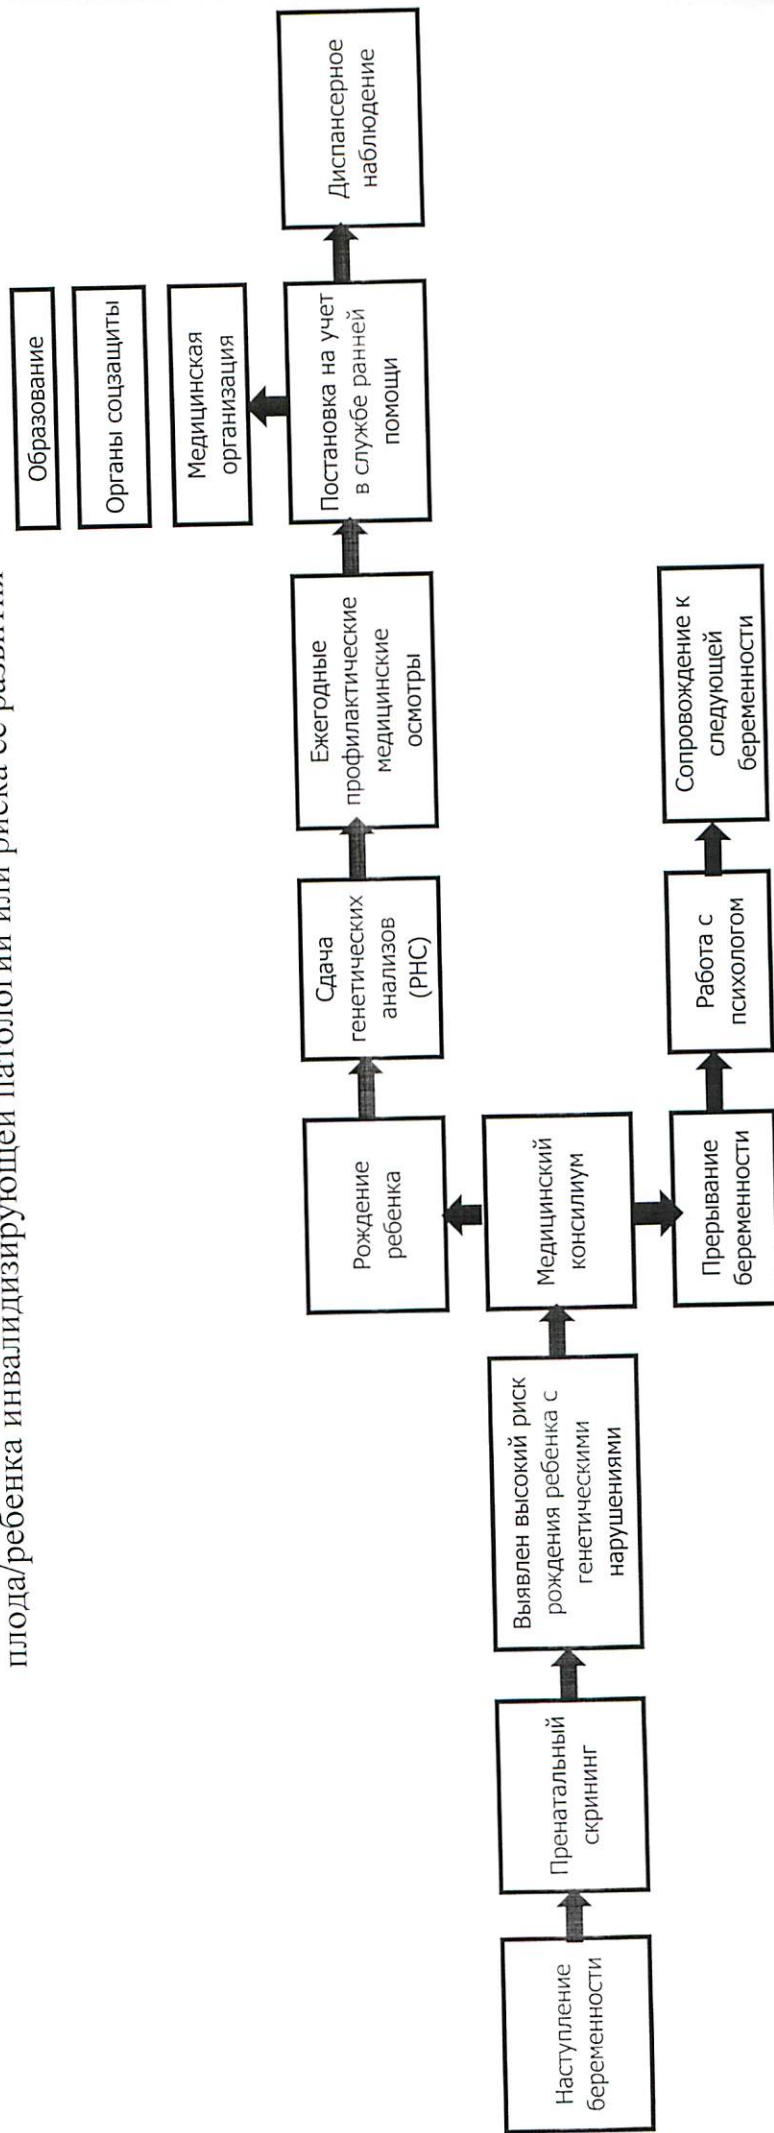 плода/ребенка инвалидизирующей патологии или риска ее развития
Наступление
беременности
Пренатальный
скрининг
Выявлен высокий риск
рождения ребенка с
генетическими
нарушениями
Медицинский
консилиум
Рождение
ребенка
Сдача
генетических
анализов
(РНС)
Ежегодные
профилактические
медицинские
осмотры
Постановка на учет
в службе ранней
помощи
Образование
Органы соцзащиты
Медицинская
организация
Диспансерное
наблюдение
Прерывание
беременности
Работа с
психологом
Сопровождение к
следующей
беременности